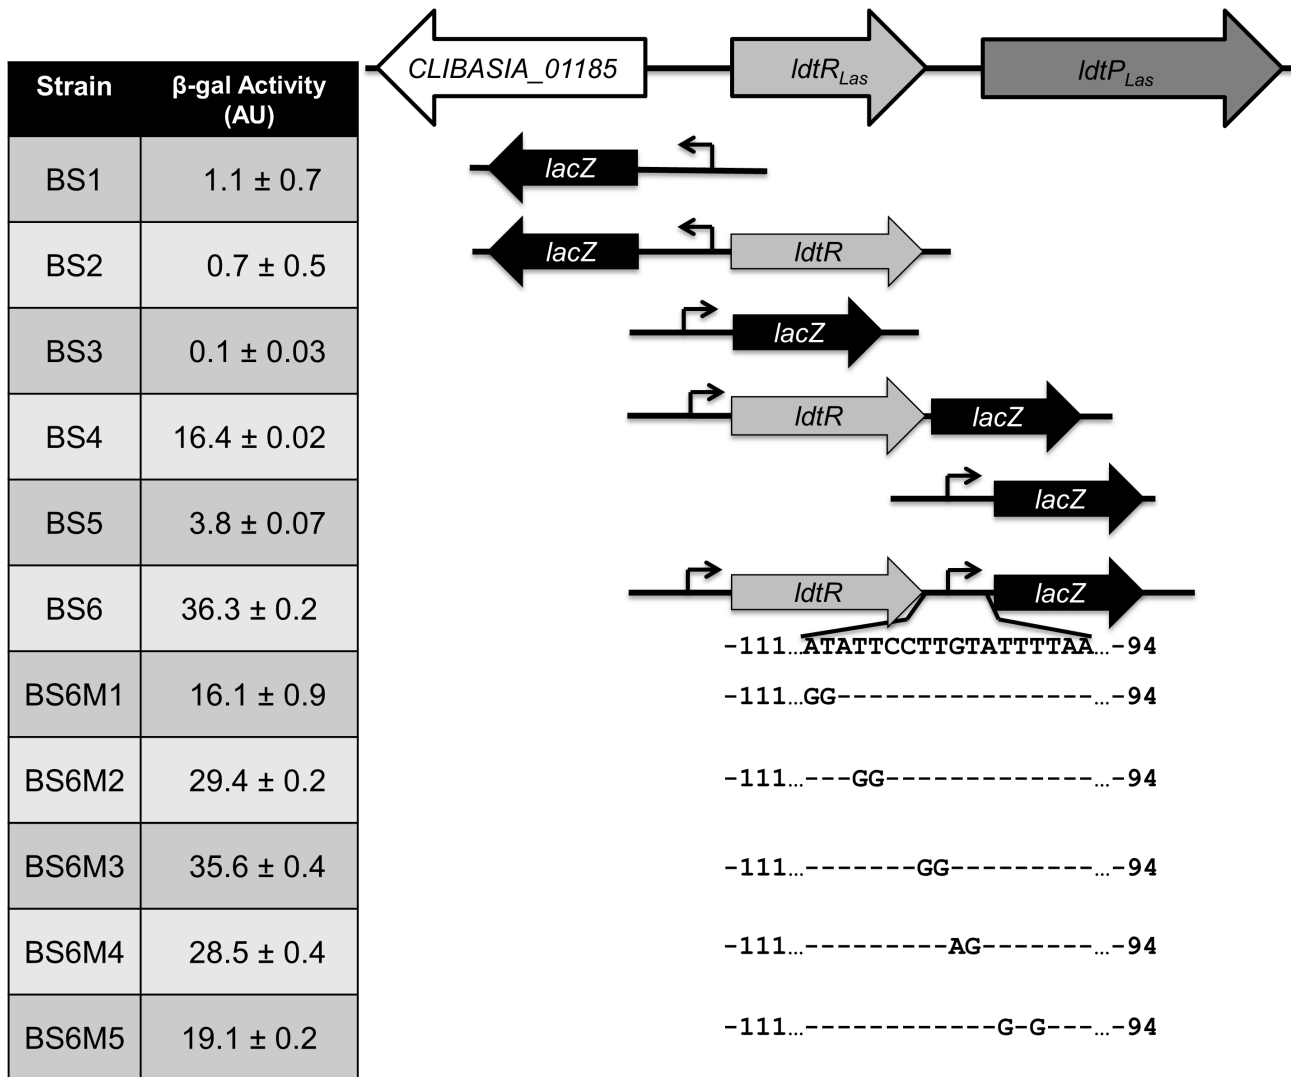 CLIBASIA_01185 ldtR Las ldtP Las
Strain β-gal Activity
(AU)
BS1 1.1 ± 0.7 lacZ
BS2 0.7 ± 0.5 lacZ ldtR
BS3 0.1 ± 0.03 lacZ
BS4 16.4 ± 0.02 ldtR lacZ
BS5 3.8 ± 0.07 lacZ
BS6 36.3 ± 0.2 ldtR lacZ
-111...ATATTCCTTGTATTTTAA...-94
BS6M1 16.1 ± 0.9 -111...GG----------------...-94
BS6M2 29.4 ± 0.2 -111...---GG-------------...-94
BS6M3 35.6 ± 0.4 -111...-------GG---------...-94
BS6M4 28.5 ± 0.4 -111...---------AG-------...-94
BS6M5 19.1 ± 0.2 -111...------------G-G---...-94